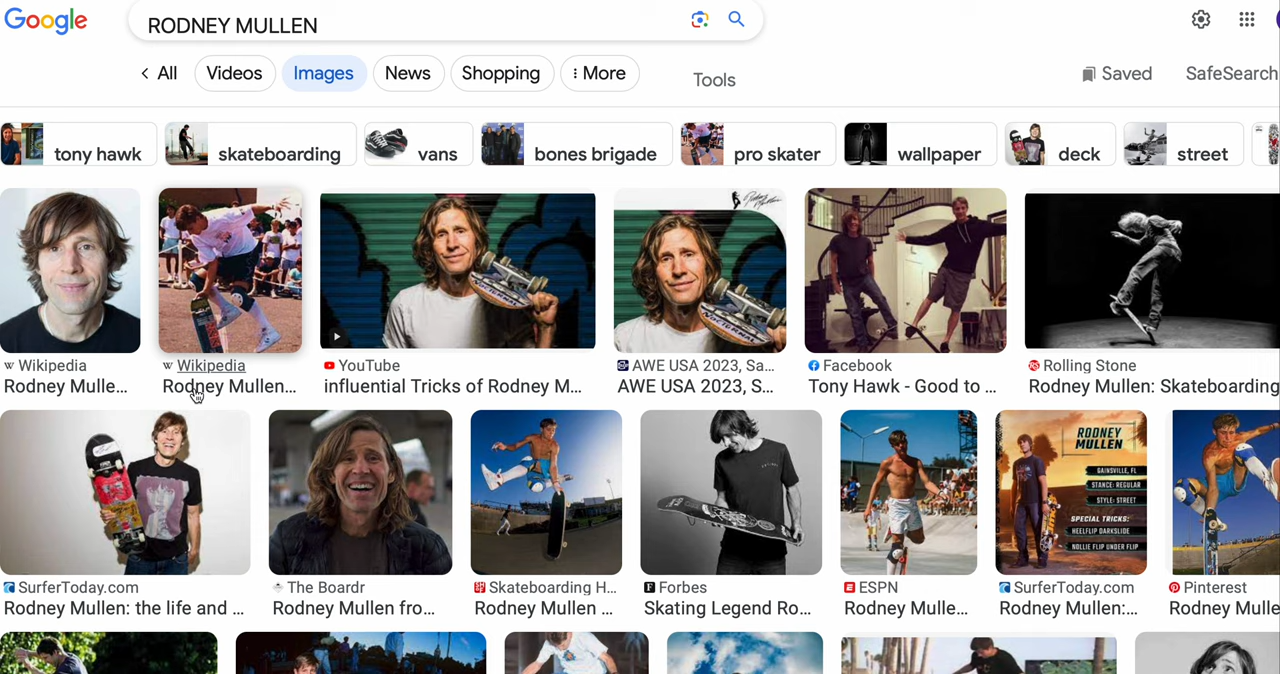 Google
RODNEY MULLEN
All Videos Images News Shopping More Tools Saved SafeSearch
tony hawk skateboarding vans bones brigade pro skater wallpaper deck street
Wikipedia Wikipedia YouTube AWE USA 2023, Sa... Facebook Rolling Stone
Rodney Mulle... Rodney Mullen... influential Tricks of Rodney M... AWE USA 2023, S... Tony Hawk - Good to ... Rodney Mullen: Skateboarding
RODNEY
MULLEN
GAINSVILLE, FL
STANCE: REGULAR
STYLE: STREET
SPECIAL TRICKS:
HEELFLIP DARKSLIDE
NOLLIE FLIP UNDER FLIP
SurferToday.com The Boardr Skateboarding H... Forbes ESPN SurferToday.com Pinterest
Rodney Mullen: the life and ... Rodney Mullen fro... Rodney Mullen ... Skating Legend Ro... Rodney Mulle... Rodney Mullen:... Rodney Mulle